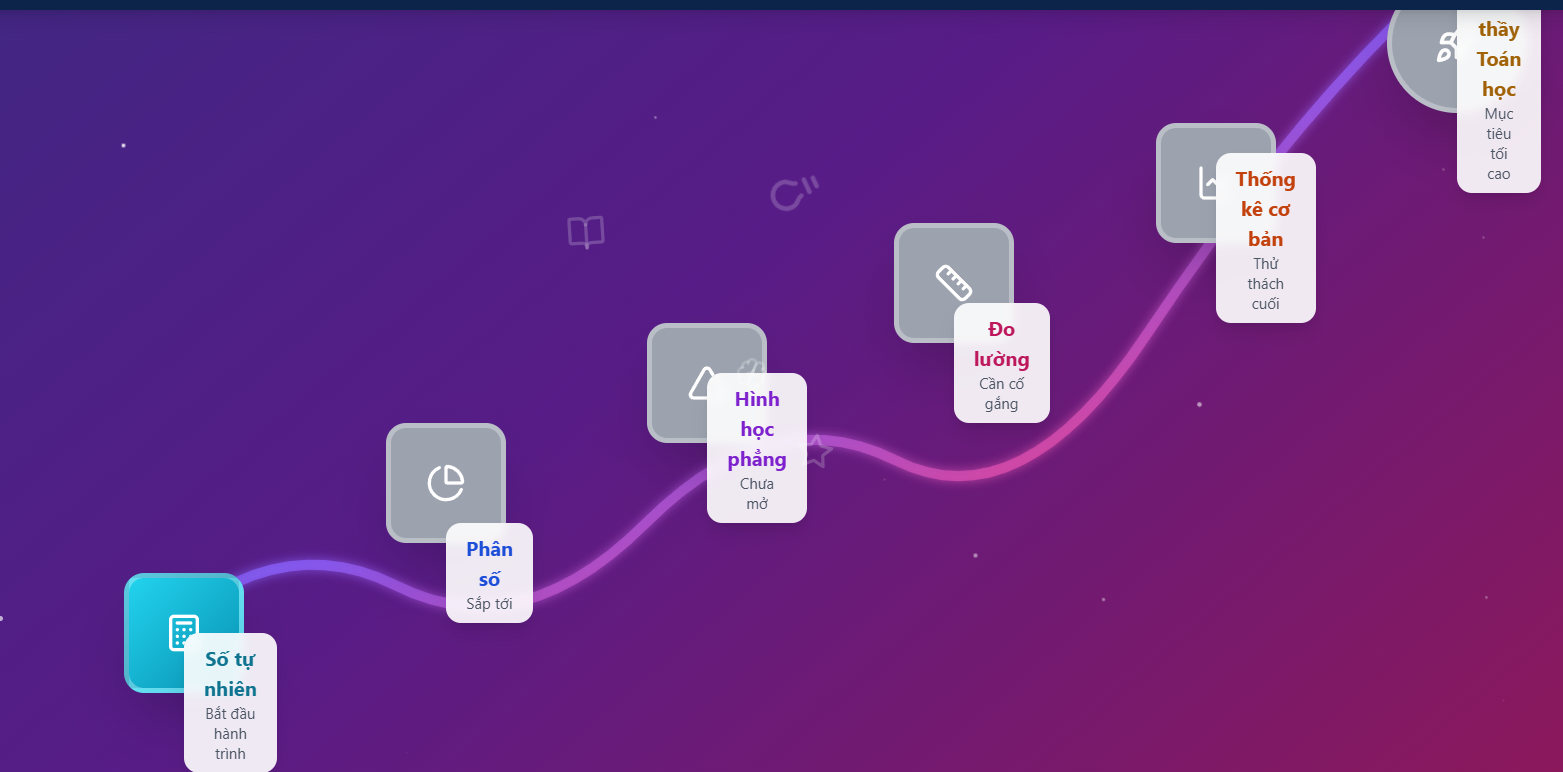 thầy
Toán
học
Mục
tiêu
tối
cao
Thống
kê cơ
bản
Thử
thách
cuối
Đo
lường
Cần cố
gắng
Hình
học
phẳng
Chưa
mở
Phân
số
Sắp tới
Số tự
nhiên
Bắt đầu
hành
trình